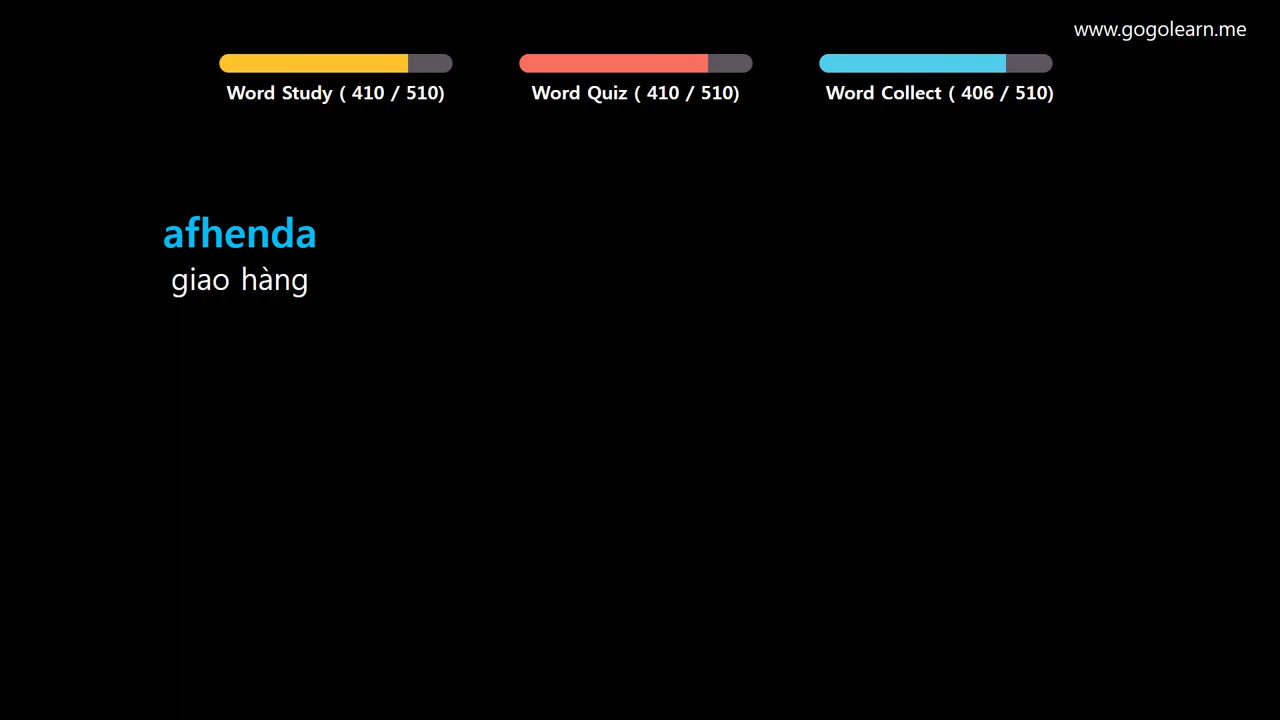 www.gogolearn.me
Word Study ( 410 / 510)
Word Quiz ( 410 / 510)
Word Collect ( 406 / 510)
afhenda
giao hàng